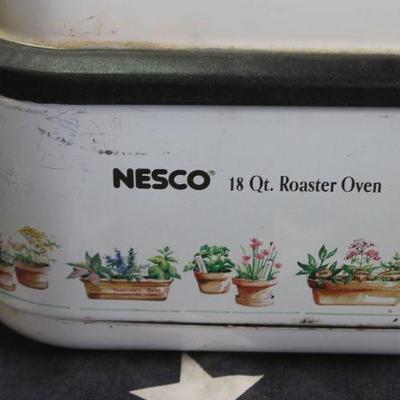 NESCO® 18 Qt. Roaster Oven